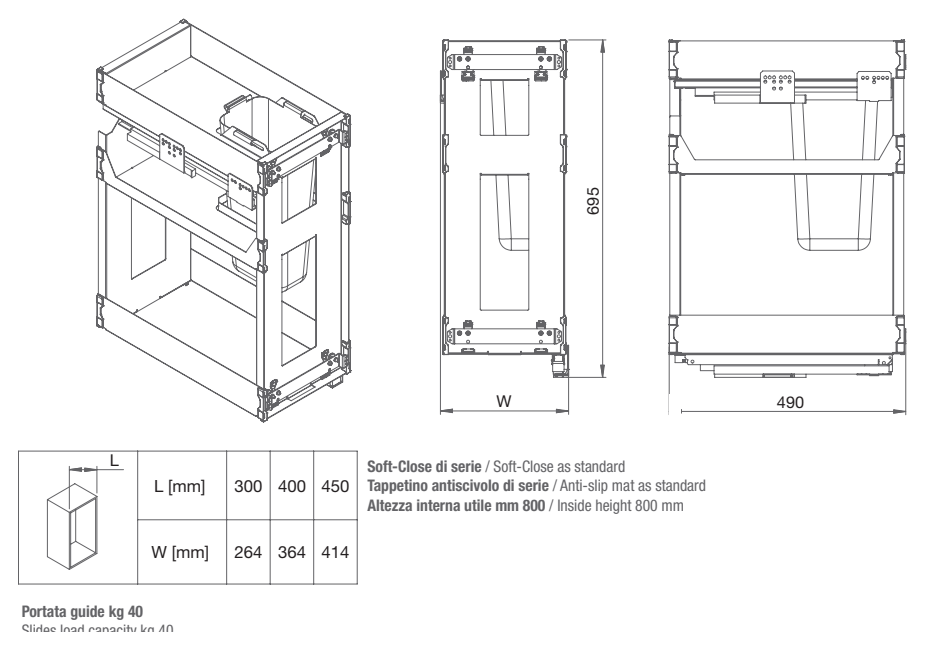 695
W
490
L
L [mm] 300 400 450
W [mm] 264 364 414
Soft-Close di serie / Soft-Close as standard
Tappetino antiscivolo di serie / Anti-slip mat as standard
Altezza interna utile mm 800 / Inside height 800 mm
Portata guide kg 40
Slides load capacity kg 40